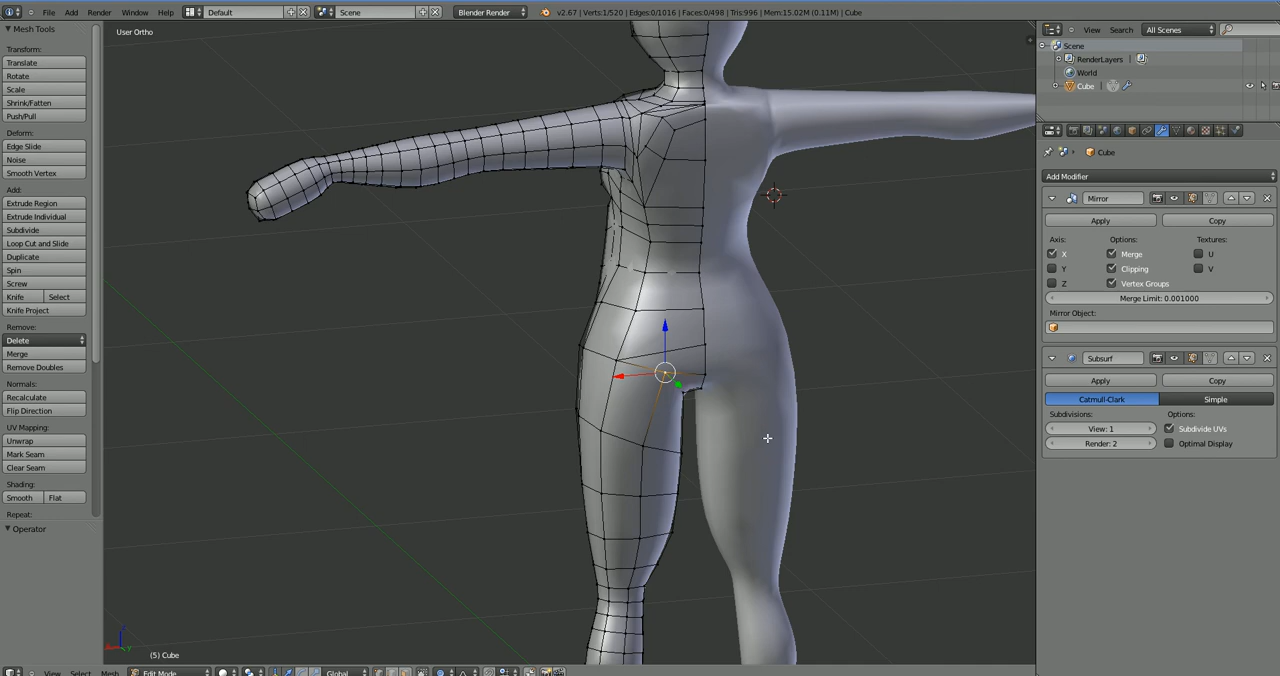 File Add Render Window Help Default Scene Blender Render v2.67 | Verts:1/520 | Edges:0/1016 | Faces:0/498 | Tris:996 | Mem:15.02M (0.11M) | Cube
Mesh Tools
Transform:
Translate
Rotate
Scale
Shrink/Fatten
Push/Pull
Deform:
Edge Slide
Noise
Smooth Vertex
Add:
Extrude Region
Extrude Individual
Subdivide
Loop Cut and Slide
Duplicate
Spin
Screw
Knife Select
Knife Project
Remove:
Delete
Merge
Remove Doubles
Normals:
Recalculate
Flip Direction
UV Mapping:
Unwrap
Mark Seam
Clear Seam
Shading:
Smooth Flat
Repeat:
Operator
User Ortho
(5) Cube
View Select Mesh Edit Mode Global
View Search All Scenes
Scene
RenderLayers
World
Cube
Cube
Add Modifier
Mirror
Apply Copy
Axis: Options: Textures:
X Merge U
Y Clipping V
Z Vertex Groups
Merge Limit: 0.001000
Mirror Object:
Subsurf
Apply Copy
Catmull-Clark Simple
Subdivisions: Options:
View: 1 Subdivide UVs
Render: 2 Optimal Display